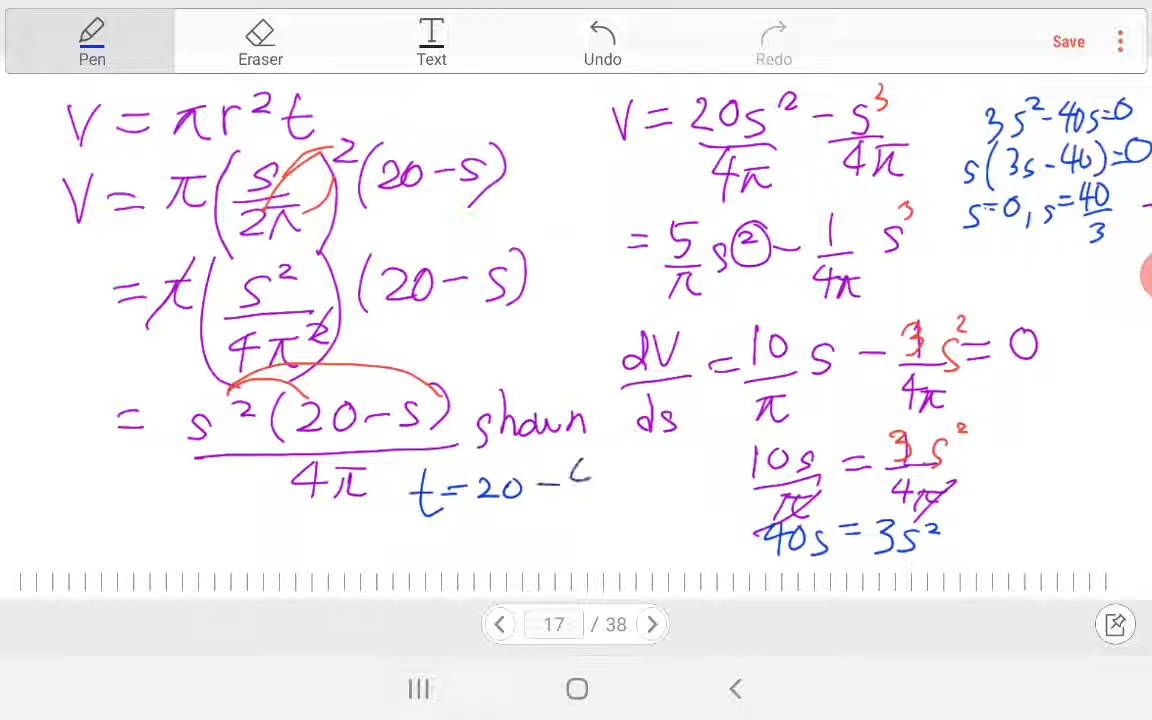 Pen Eraser Text Undo Redo Save
V = πr²t
V = π(s/2π)²(20-s)
= π(s²/4π²)(20-s)
= s²(20-s)/4π shown
t=20-
V = 20s²/4π - s³/4π
= 5/π s² - 1/4π s³
dV/ds = 10/π s - 3/4π s² = 0
10s/π = 3s²/4π
40s = 3s²
3s²-40s=0
s(3s-40)=0
s=0, s=40/3
17 / 38